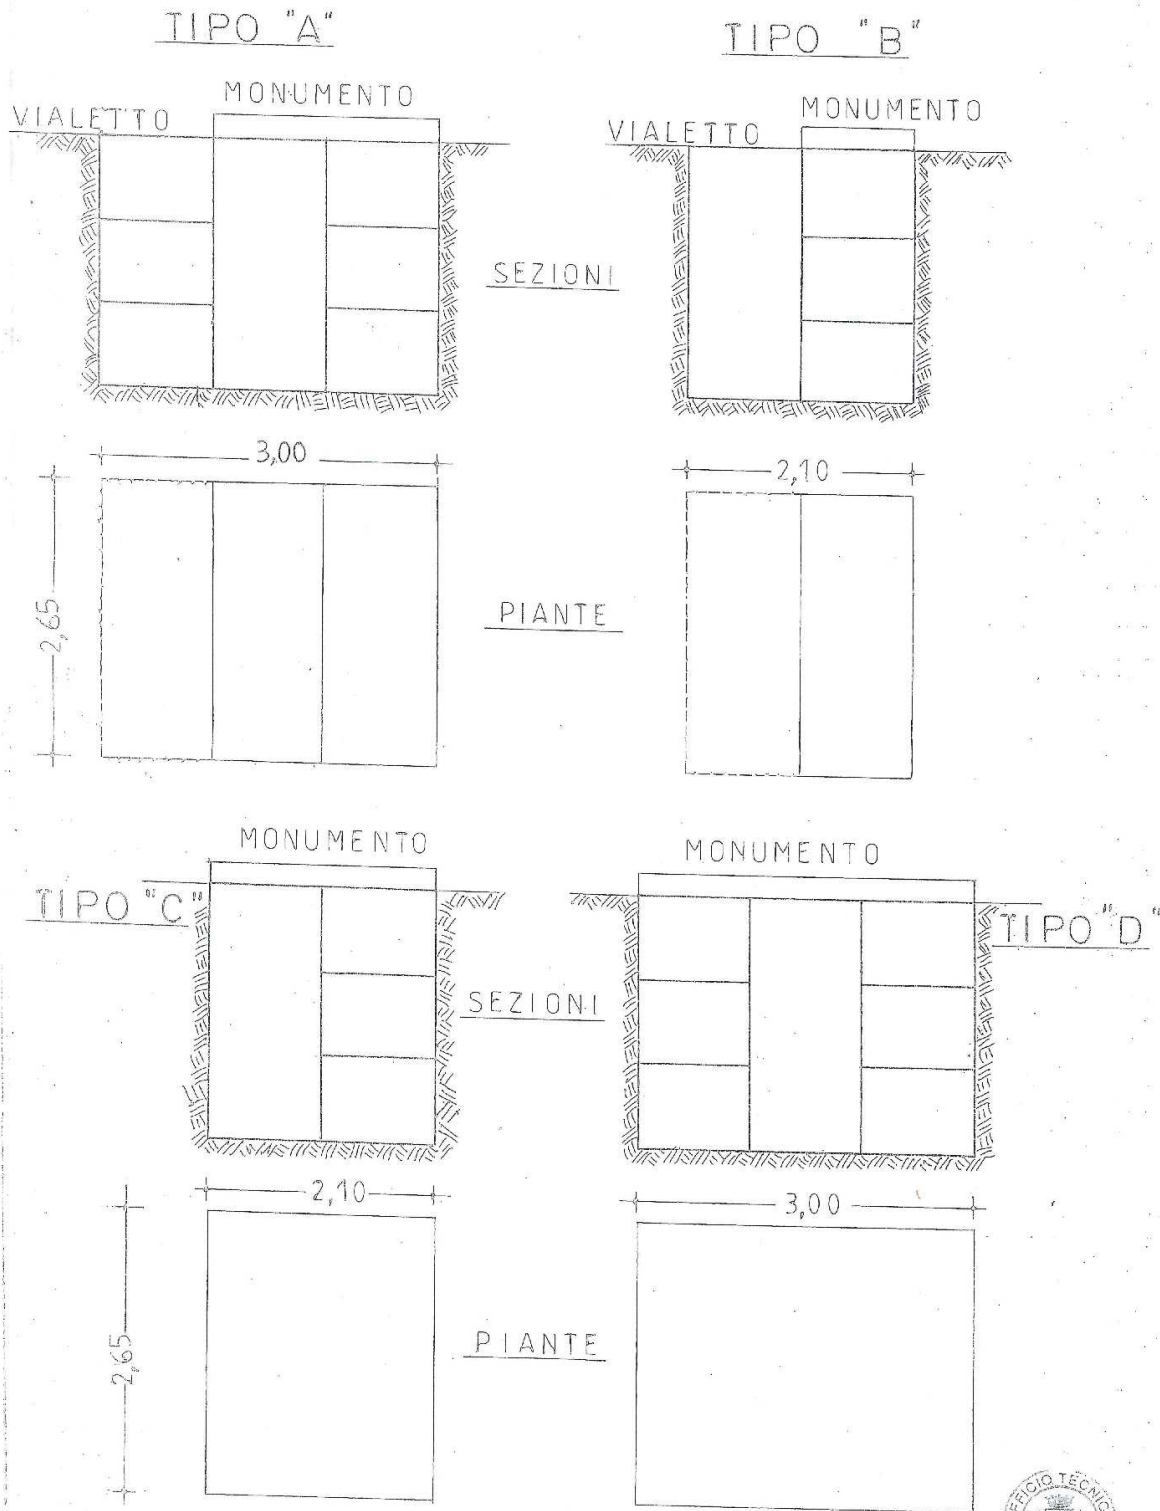 TIPO "A"
TIPO "B"
MONUMENTO
MONUMENTO
VIALETTO
VIALETTO
SEZIONI
3,00
2,10
2,65
PIANTE
MONUMENTO
MONUMENTO
TIPO "C"
TIPO "D"
SEZIONI
2,10
3,00
2,65
PIANTE